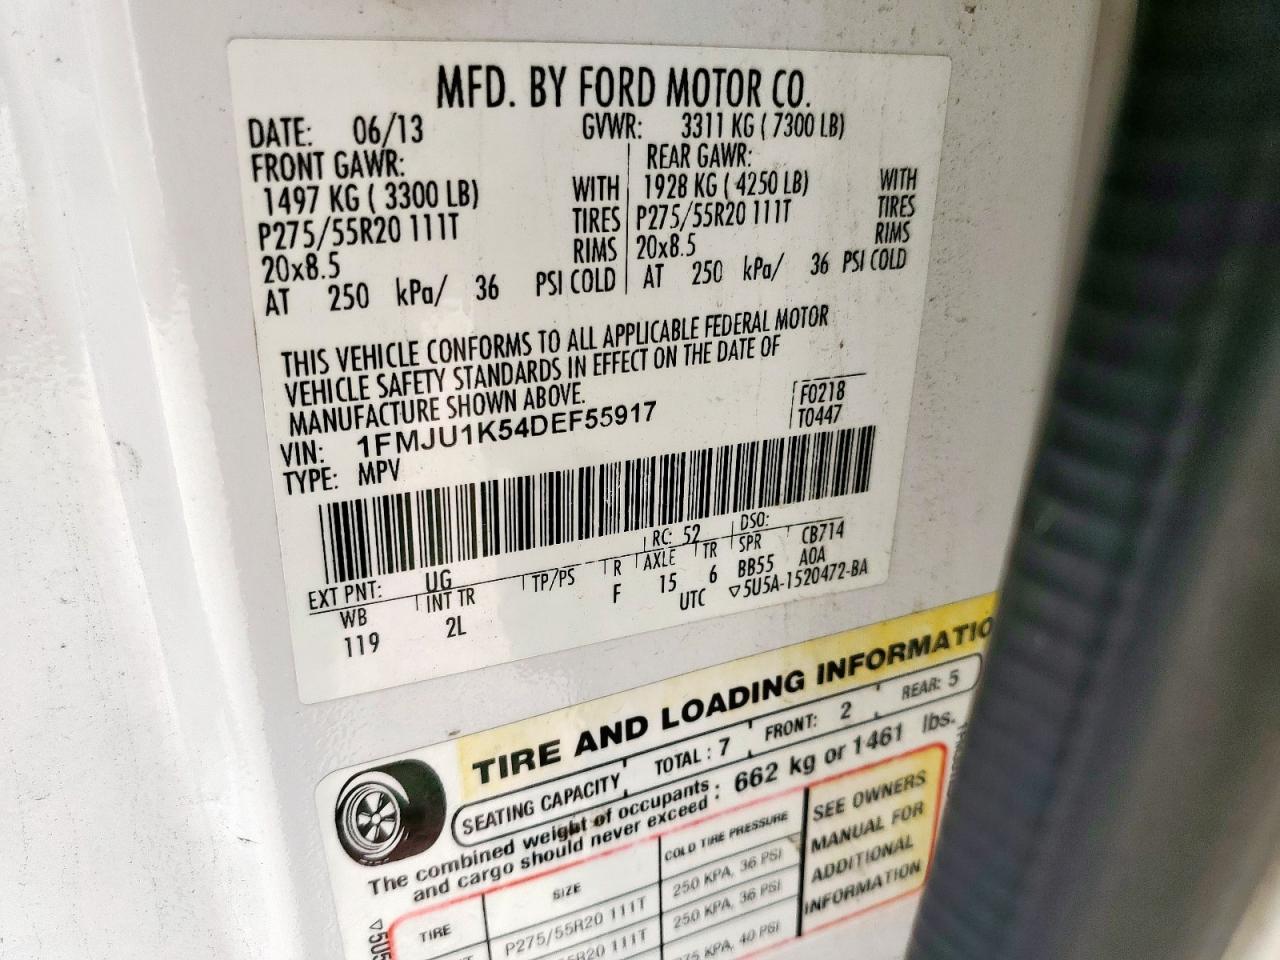 MFD. BY FORD MOTOR CO.
DATE: 06/13 GVWR: 3311 KG ( 7300 LB)
FRONT GAWR: REAR GAWR:
1497 KG ( 3300 LB) WITH 1928 KG ( 4250 LB) WITH
P275/55R20 111T TIRES P275/55R20 111T TIRES
20x8.5 RIMS 20x8.5 RIMS
AT 250 kPa/ 36 PSI COLD AT 250 kPa/ 36 PSI COLD
THIS VEHICLE CONFORMS TO ALL APPLICABLE FEDERAL MOTOR
VEHICLE SAFETY STANDARDS IN EFFECT ON THE DATE OF
MANUFACTURE SHOWN ABOVE.
F0218
VIN: 1FMJU1K54DEF55917 T0447
TYPE: MPV
EXT PNT: UG RC: 52 DSO:
WB INT TR TP/PS R AXLE TR SPR CB714
119 2L F 15 6 BB55 A0A
UTC ▽5U5A-1520472-BA
TIRE AND LOADING INFORMATIO
SEATING CAPACITY TOTAL : 7 FRONT: 2 REAR: 5
The combined weight of occupants : 662 kg or 1461 lbs.
and cargo should never exceed
TIRE SIZE COLD TIRE PRESSURE SEE OWNERS
MANUAL FOR
ADDITIONAL
INFORMATION
P275/55R20 111T 250 KPA, 36 PSI
111T 250 KPA, 36 PSI
KPA, 40 PSI
▽5U5